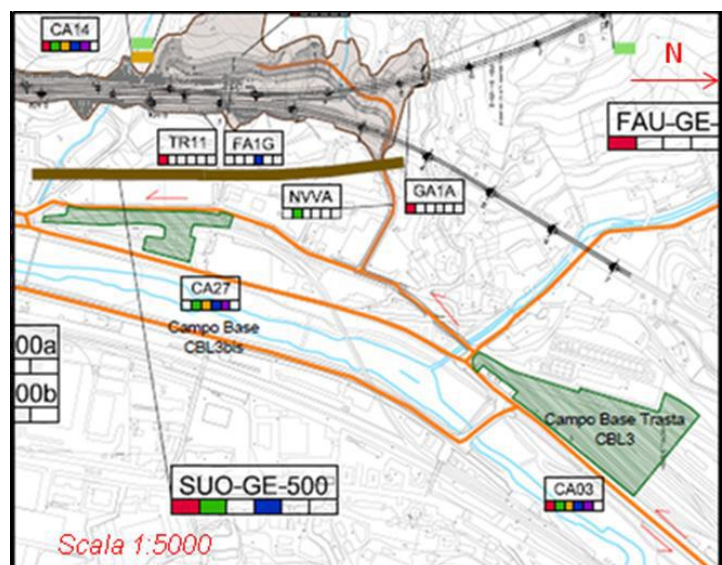 CA14
N
FAU-GE-
TR11
FA1G
NVVA
GA1A
CA27
Campo Base
CBL3bis
00a
00b
Campo Base Trasta
CBL3
SUO-GE-500
CA03
Scala 1:5000